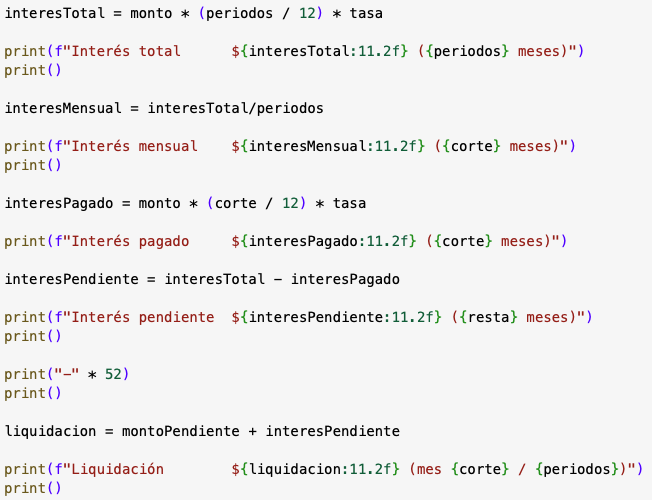 interesTotal = monto * (periodos / 12) * tasa
print(f"Interés total      ${interesTotal:11.2f} ({periodos} meses)")
print()
interesMensual = interesTotal/periodos
print(f"Interés mensual    ${interesMensual:11.2f} ({corte} meses)")
print()
interesPagado = monto * (corte / 12) * tasa
print(f"Interés pagado     ${interesPagado:11.2f} ({corte} meses)")
interesPendiente = interesTotal - interesPagado
print(f"Interés pendiente  ${interesPendiente:11.2f} ({resta} meses)")
print()
print("-" * 52)
print()
liquidacion = montoPendiente + interesPendiente
print(f"Liquidación        ${liquidacion:11.2f} (mes {corte} / {periodos})")
print()